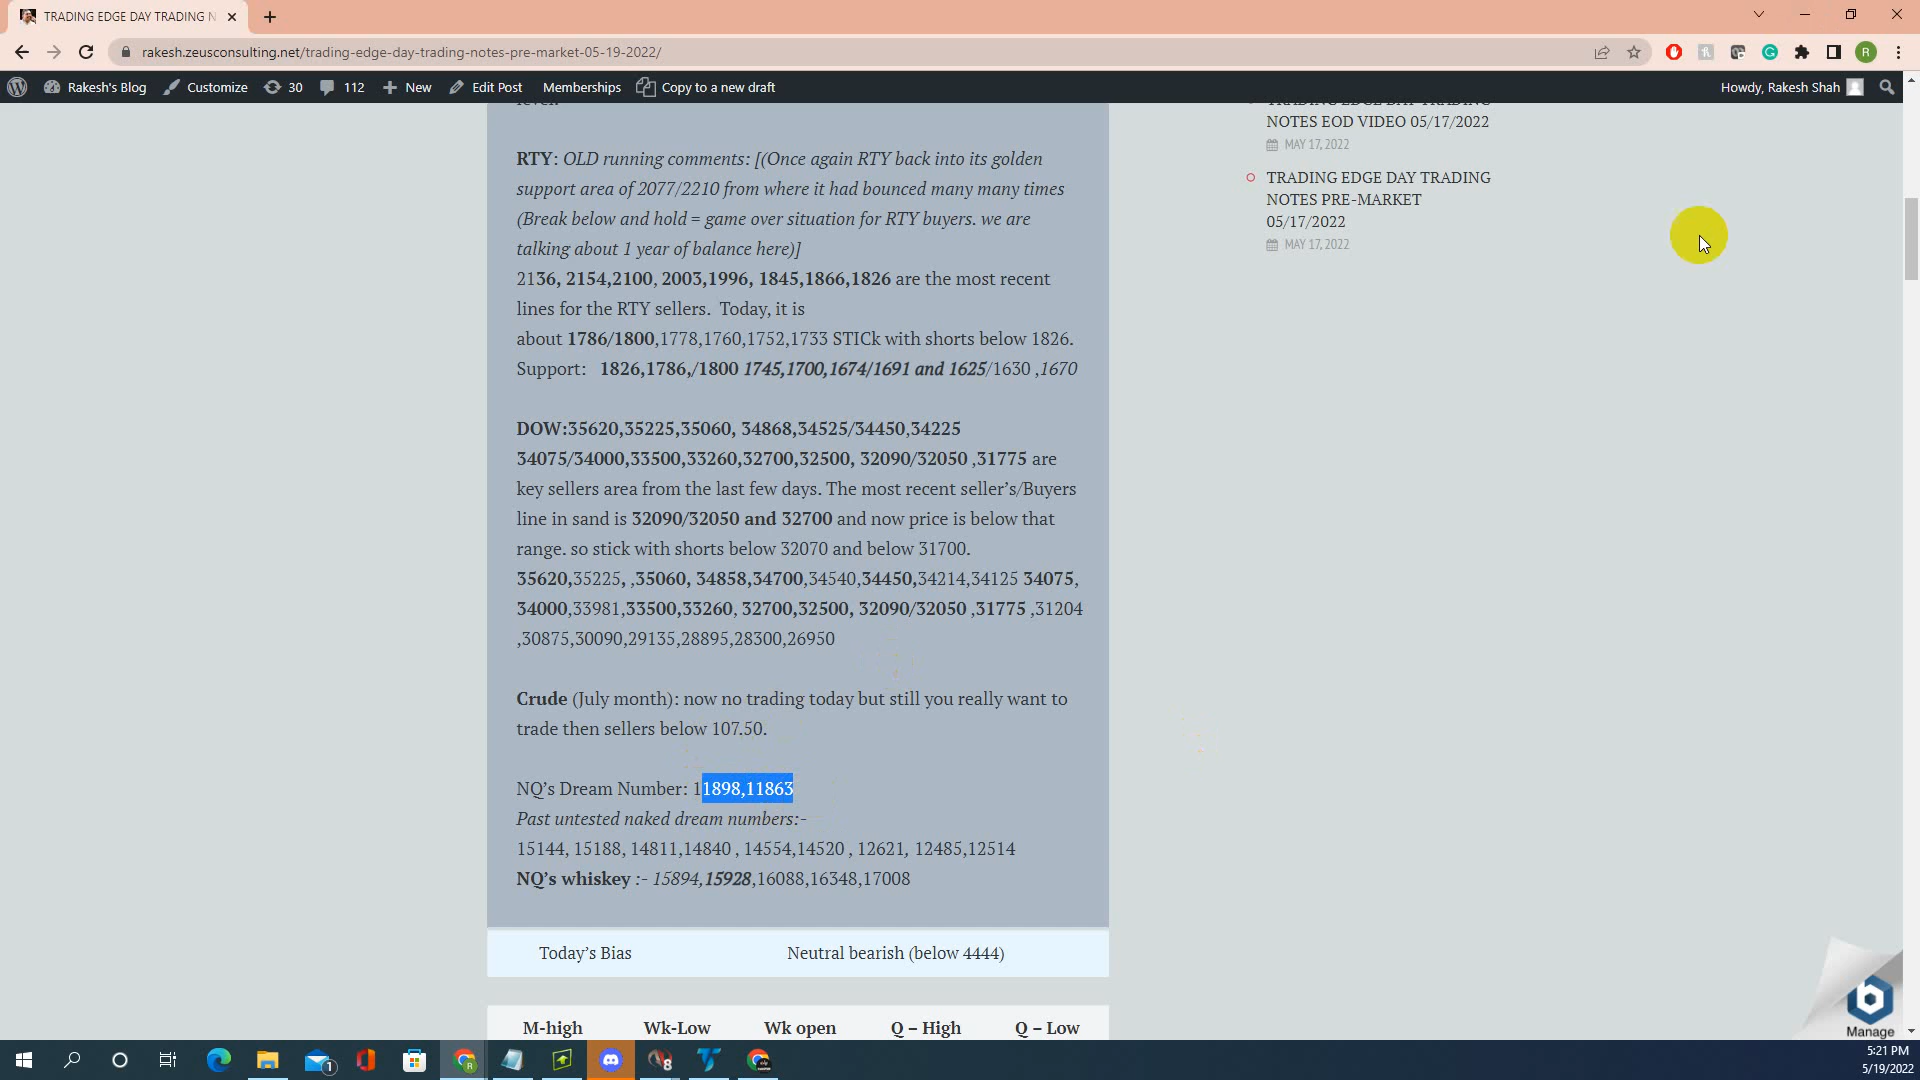 TRADING EDGE DAY TRADING N
rakesh.zeusconsulting.net/trading-edge-day-trading-notes-pre-market-05-19-2022/
R
Rakesh's Blog Customize 30 112 New Edit Post Memberships Copy to a new draft Howdy, Rakesh Shah
level.
RTY: OLD running comments: [(Once again RTY back into its golden
support area of 2077/2210 from where it had bounced many many times
(Break below and hold = game over situation for RTY buyers. we are
talking about 1 year of balance here)]
2136, 2154,2100, 2003,1996, 1845,1866,1826 are the most recent
lines for the RTY sellers. Today, it is
about 1786/1800,1778,1760,1752,1733 STICk with shorts below 1826.
Support: 1826,1786,/1800 1745,1700,1674/1691 and 1625/1630 ,1670
DOW:35620,35225,35060, 34868,34525/34450,34225
34075/34000,33500,33260,32700,32500, 32090/32050 ,31775 are
key sellers area from the last few days. The most recent seller's/Buyers
line in sand is 32090/32050 and 32700 and now price is below that
range. so stick with shorts below 32070 and below 31700.
35620,35225, ,35060, 34858,34700,34540,34450,34214,34125 34075,
34000,33981,33500,33260, 32700,32500, 32090/32050 ,31775 ,31204
,30875,30090,29135,28895,28300,26950
Crude (July month): now no trading today but still you really want to
trade then sellers below 107.50.
NQ's Dream Number: 11898,11863
Past untested naked dream numbers:-
15144, 15188, 14811,14840 , 14554,14520 , 12621, 12485,12514
NQ's whiskey :- 15894,15928,16088,16348,17008
Today's Bias Neutral bearish (below 4444)
M-high Wk-Low Wk open Q – High Q – Low
TRADING EDGE DAY TRADING
NOTES EOD VIDEO 05/17/2022
MAY 17, 2022
TRADING EDGE DAY TRADING
NOTES PRE-MARKET
05/17/2022
MAY 17, 2022
Manage
5:21 PM
5/19/2022